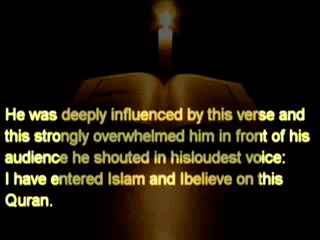 He was deeply influenced by this verse and
this strongly overwhelmed him in front of his
audience he shouted in hisloudest voice:
I have entered Islam and Ibelieve on this
Quran.